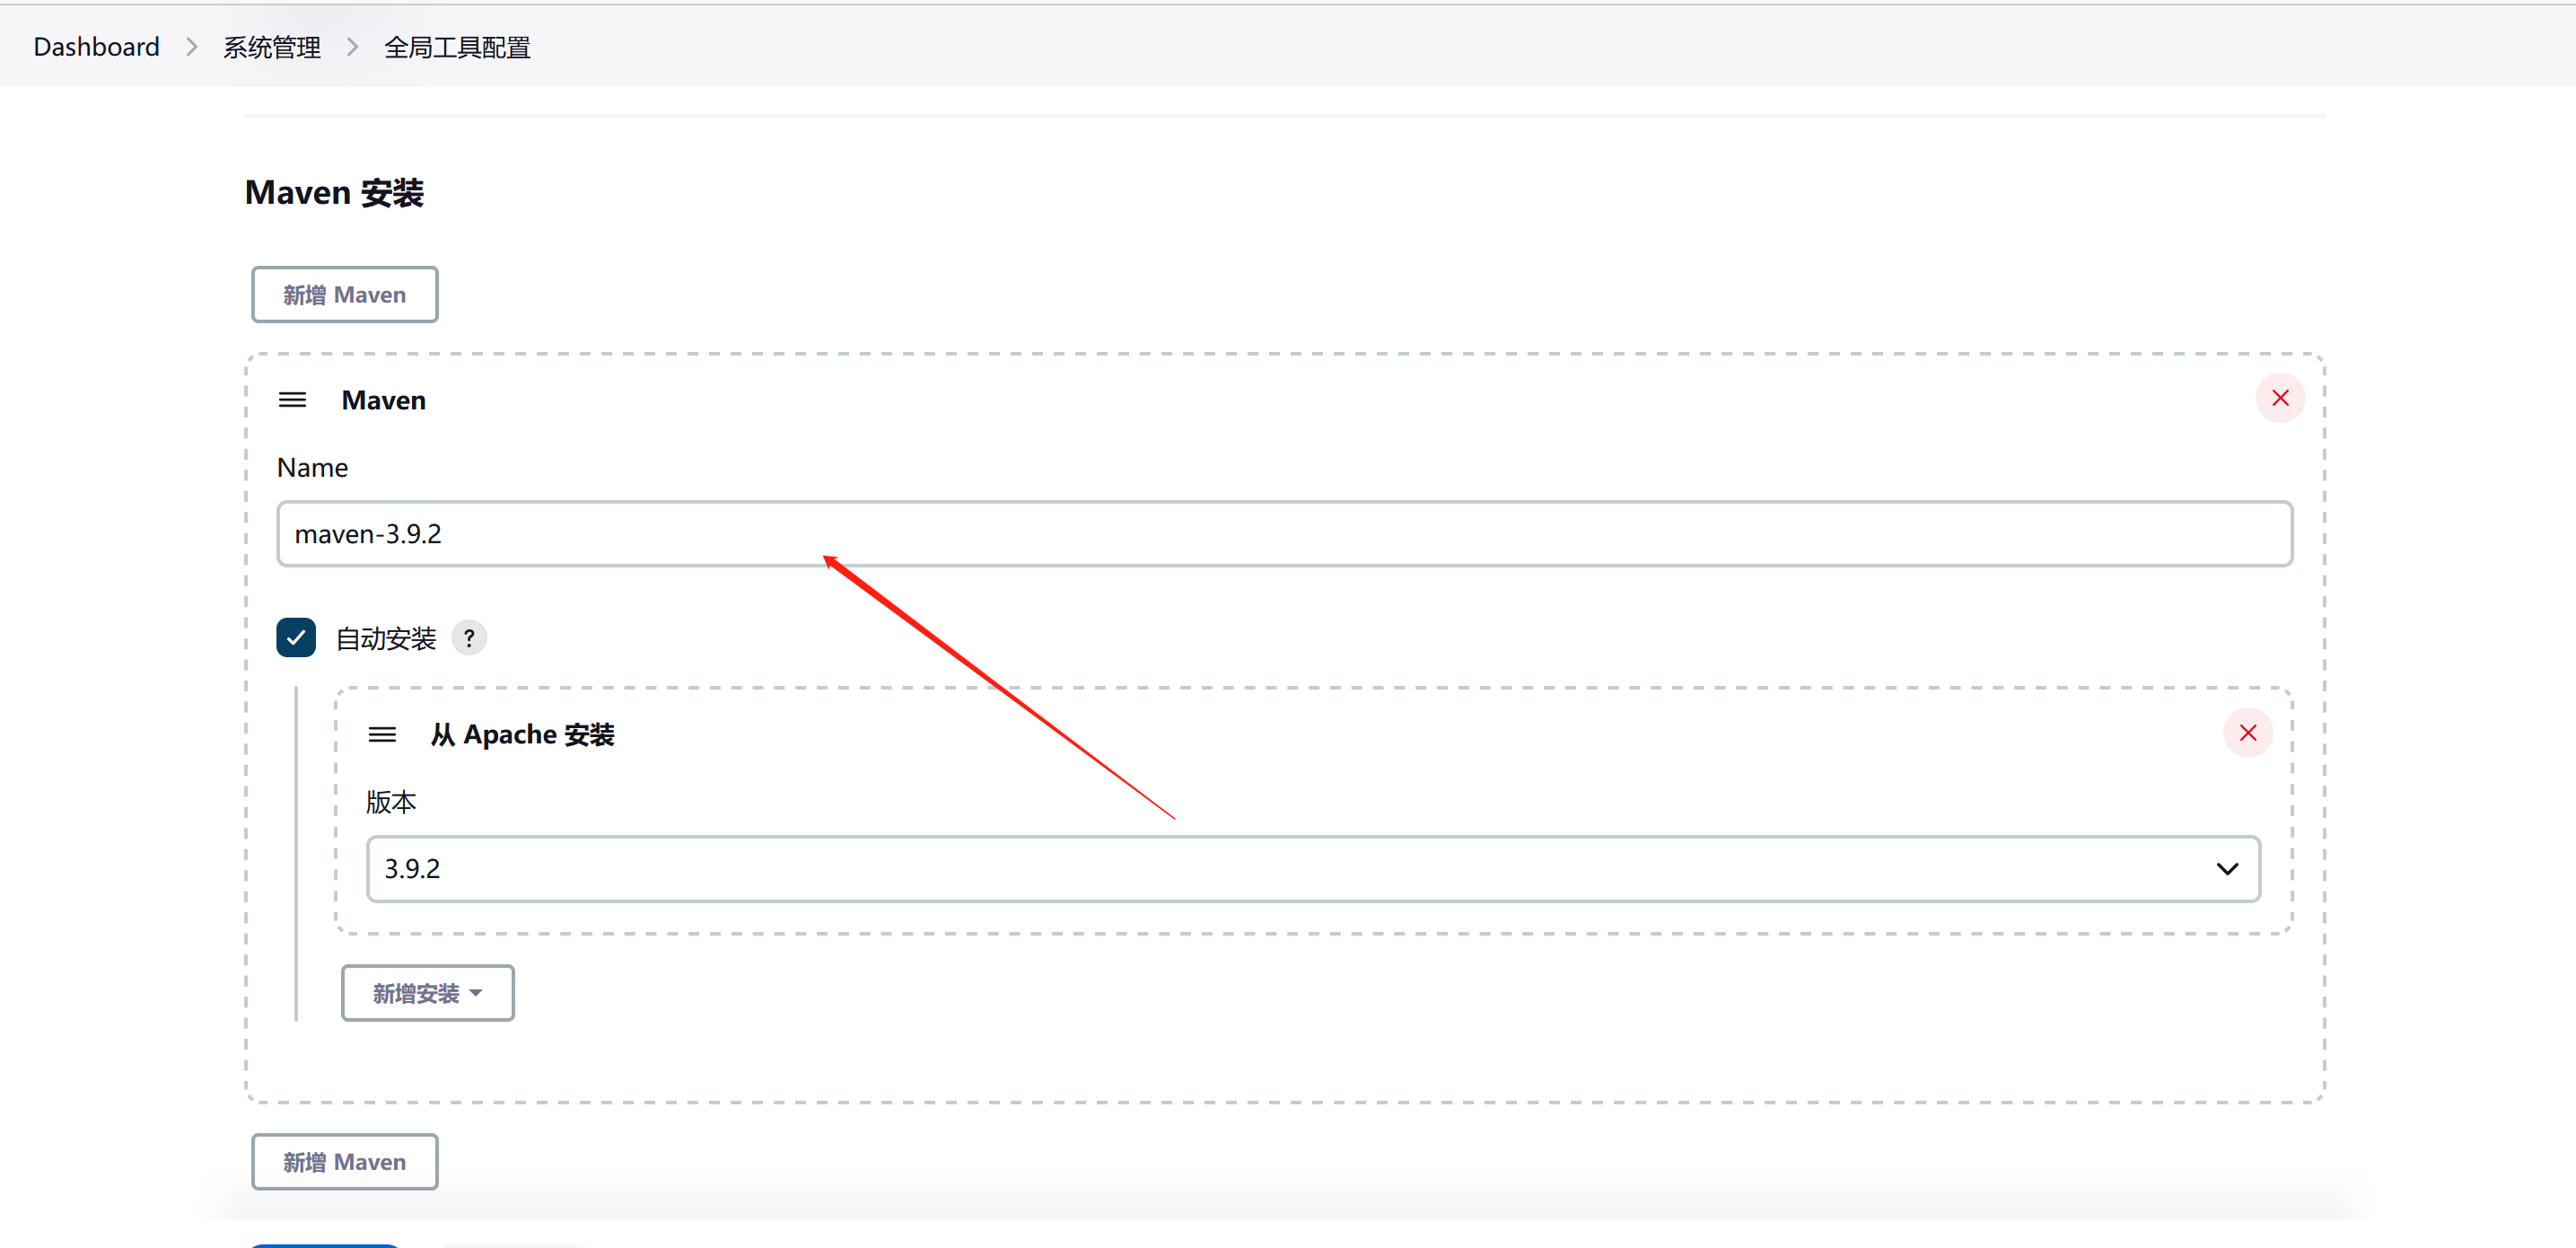 Dashboard > 系统管理 > 全局工具配置
Maven 安装
新增 Maven
Maven
Name
maven-3.9.2
自动安装 ?
从 Apache 安装
版本
3.9.2
新增安装
新增 Maven